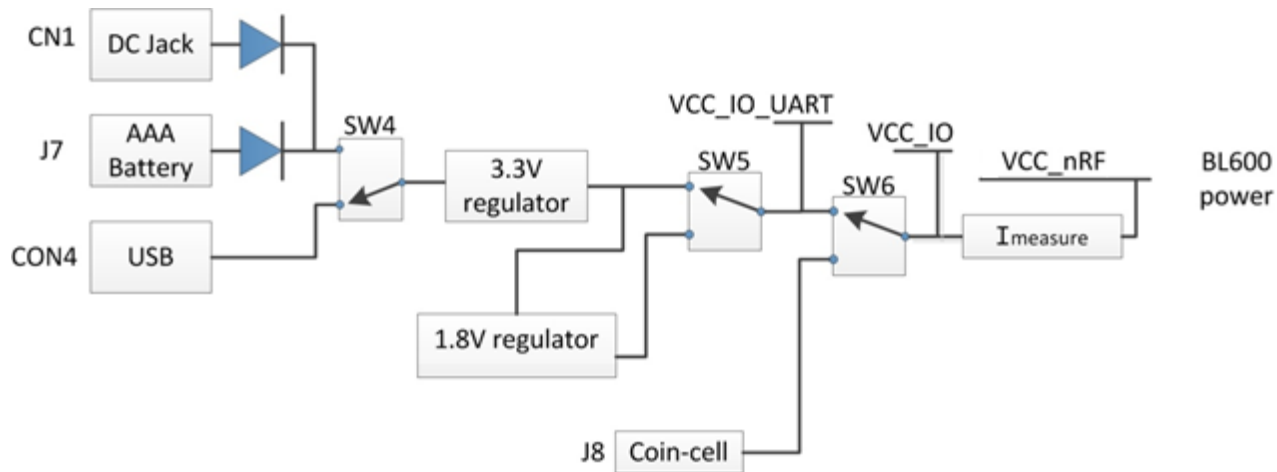 CN1
DC Jack
J7
AAA
Battery
CON4
USB
SW4
3.3V
regulator
1.8V regulator
SW5
VCC_IO_UART
SW6
VCC_IO
VCC_nRF
Imeasure
BL600
power
J8
Coin-cell